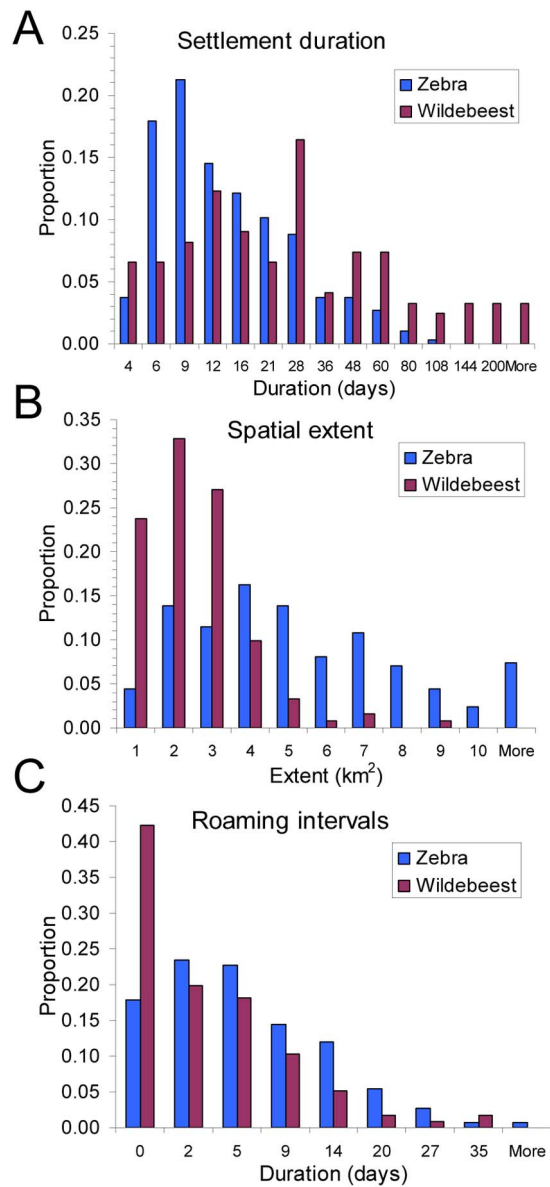 A
Settlement duration
Zebra
Wildebeest
Proportion
0.25
0.20
0.15
0.10
0.05
0.00
4 6 9 12 16 21 28 36 48 60 80 108 144 200 More
Duration (days)
B
Spatial extent
Zebra
Wildebeest
Proportion
0.35
0.30
0.25
0.20
0.15
0.10
0.05
0.00
1 2 3 4 5 6 7 8 9 10 More
Extent (km²)
C
Roaming intervals
Zebra
Wildebeest
Proportion
0.45
0.40
0.35
0.30
0.25
0.20
0.15
0.10
0.05
0.00
0 2 5 9 14 20 27 35 More
Duration (days)